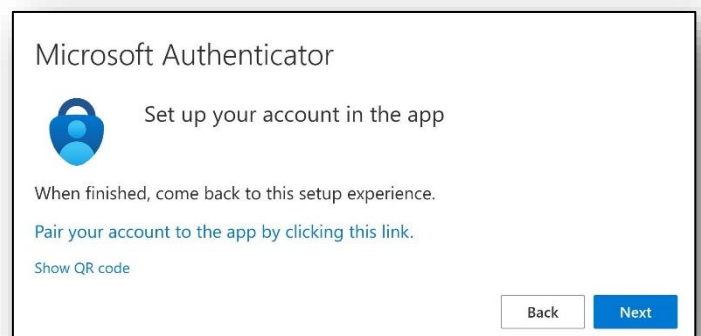 Microsoft Authenticator
Set up your account in the app
When finished, come back to this setup experience.
Pair your account to the app by clicking this link.
Show QR code
Back
Next